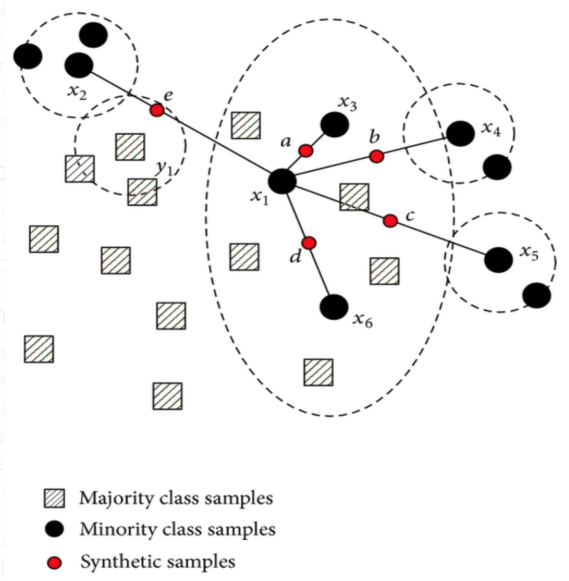 x2
e
x3
a
b
x4
y1
x1
c
d
x5
x6
Majority class samples
Minority class samples
Synthetic samples